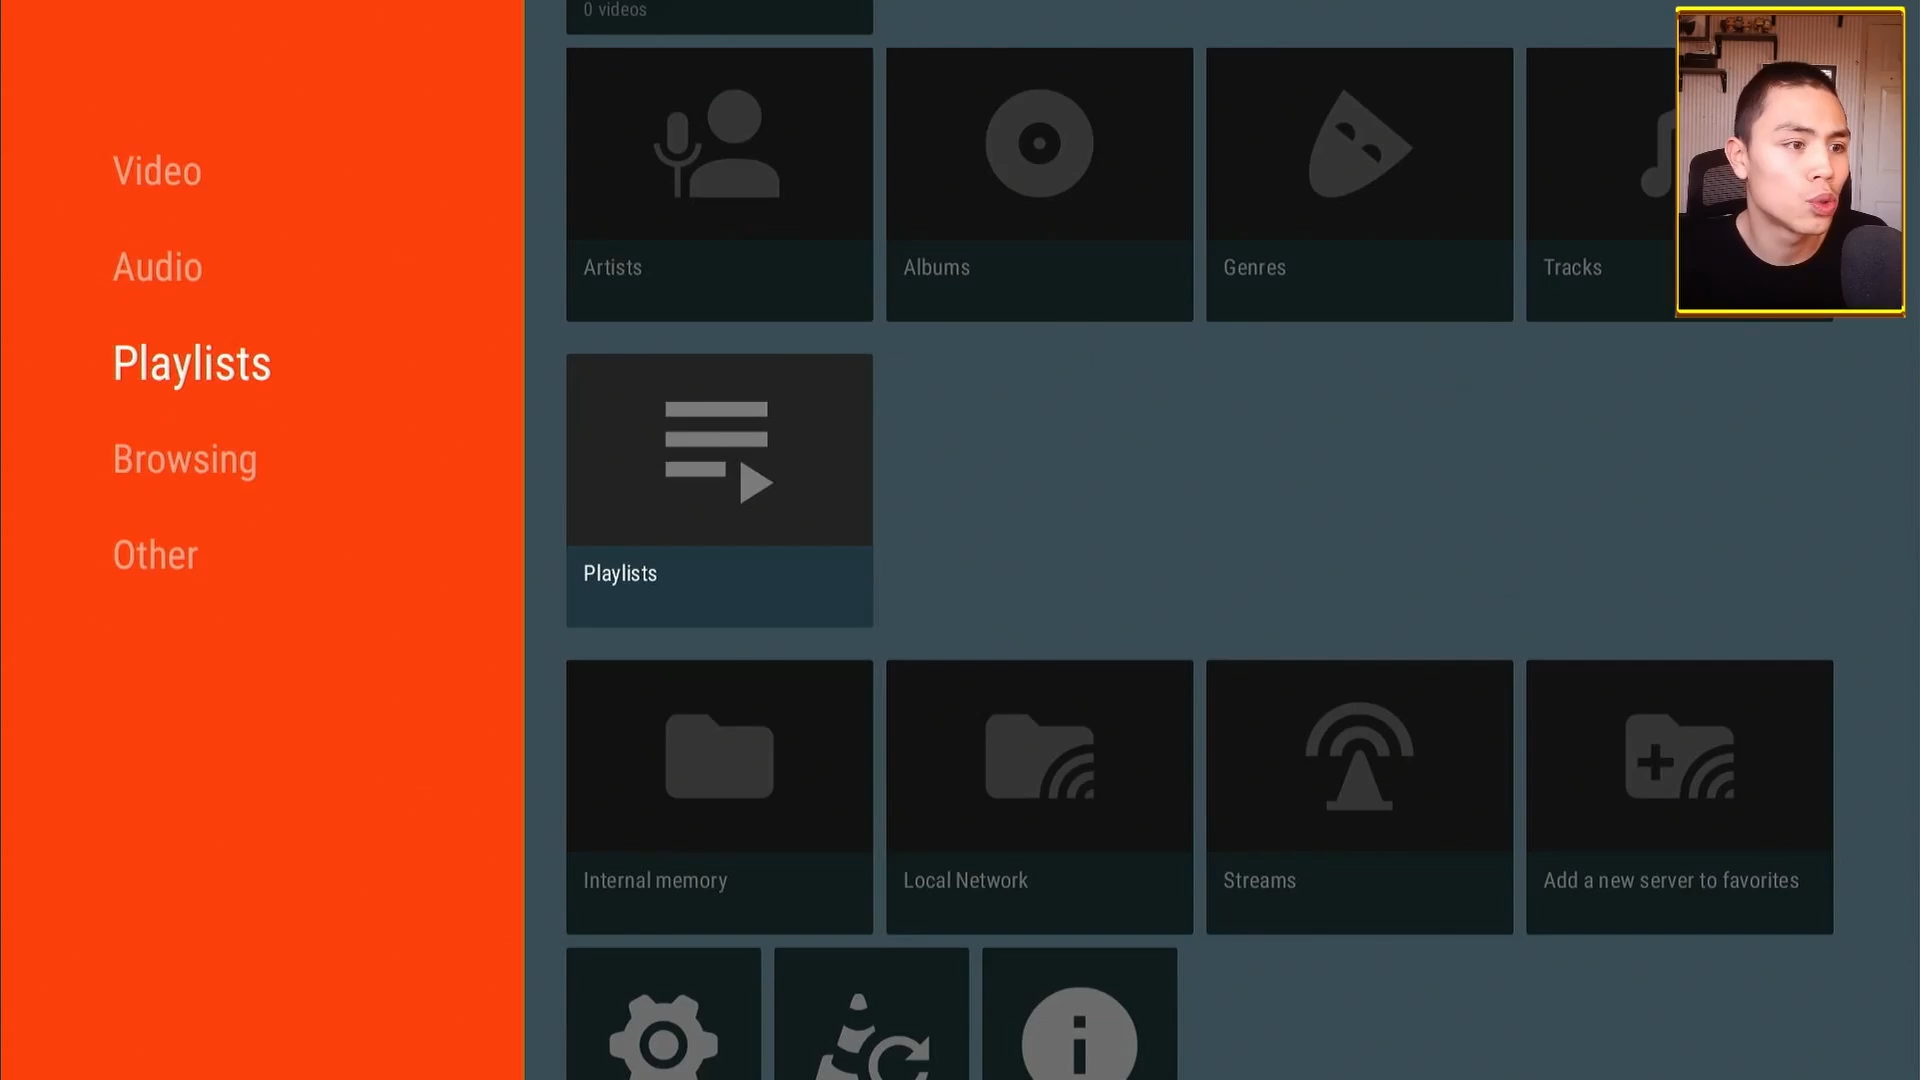 0 videos
Video
Audio
Playlists
Browsing
Other
Artists
Albums
Genres
Tracks
Playlists
Internal memory
Local Network
Streams
Add a new server to favorites